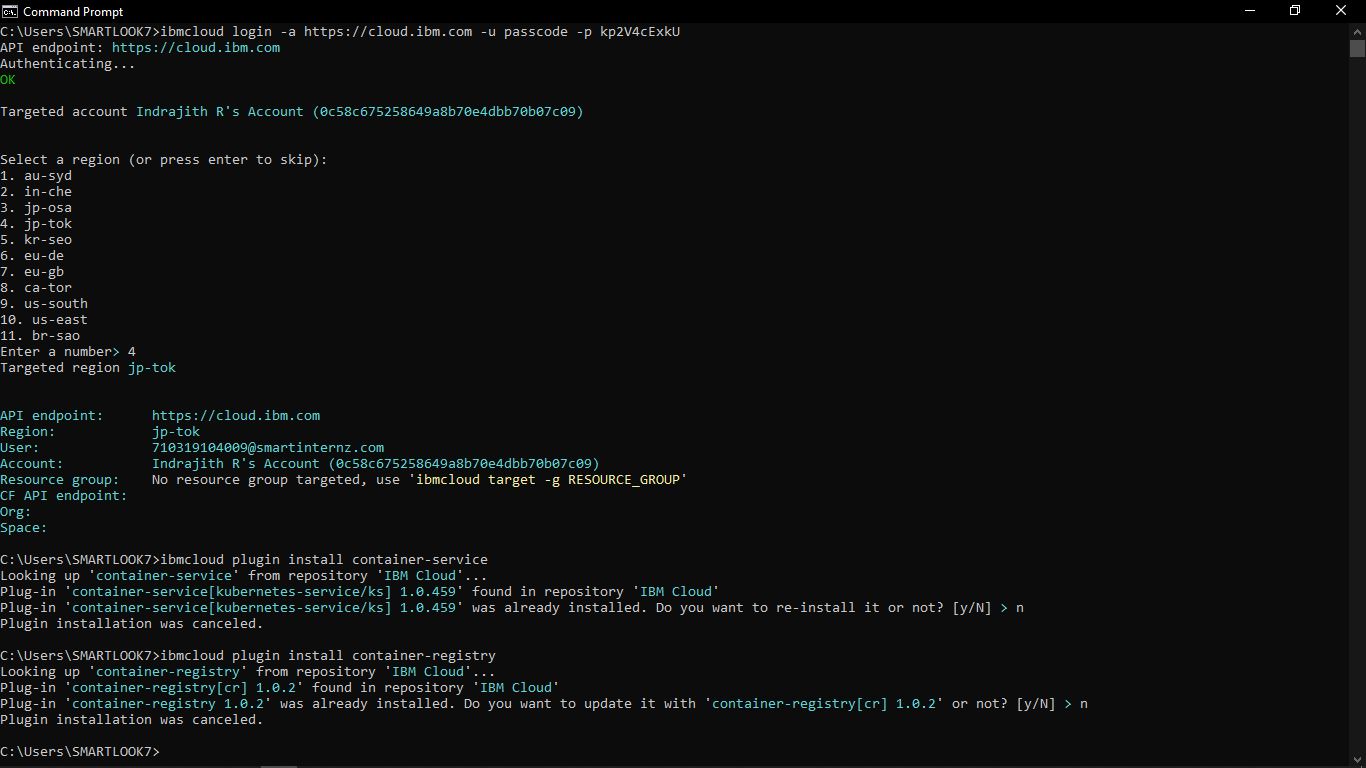 Command Prompt
C:\Users\SMARTLOOK7>ibmcloud login -a https://cloud.ibm.com -u passcode -p kp2V4cExkU
API endpoint: https://cloud.ibm.com
Authenticating...
OK
Targeted account Indrajith R's Account (0c58c675258649a8b70e4dbb70b07c09)
Select a region (or press enter to skip):
1. au-syd
2. in-che
3. jp-osa
4. jp-tok
5. kr-seo
6. eu-de
7. eu-gb
8. ca-tor
9. us-south
10. us-east
11. br-sao
Enter a number> 4
Targeted region jp-tok
API endpoint: https://cloud.ibm.com
Region: jp-tok
User: 710319104009@smartinternz.com
Account: Indrajith R's Account (0c58c675258649a8b70e4dbb70b07c09)
Resource group: No resource group targeted, use 'ibmcloud target -g RESOURCE_GROUP'
CF API endpoint:
Org:
Space:
C:\Users\SMARTLOOK7>ibmcloud plugin install container-service
Looking up 'container-service' from repository 'IBM Cloud'...
Plug-in 'container-service[kubernetes-service/ks] 1.0.459' found in repository 'IBM Cloud'
Plug-in 'container-service[kubernetes-service/ks] 1.0.459' was already installed. Do you want to re-install it or not? [y/N] > n
Plugin installation was canceled.
C:\Users\SMARTLOOK7>ibmcloud plugin install container-registry
Looking up 'container-registry' from repository 'IBM Cloud'...
Plug-in 'container-registry[cr] 1.0.2' found in repository 'IBM Cloud'
Plug-in 'container-registry 1.0.2' was already installed. Do you want to update it with 'container-registry[cr] 1.0.2' or not? [y/N] > n
Plugin installation was canceled.
C:\Users\SMARTLOOK7>